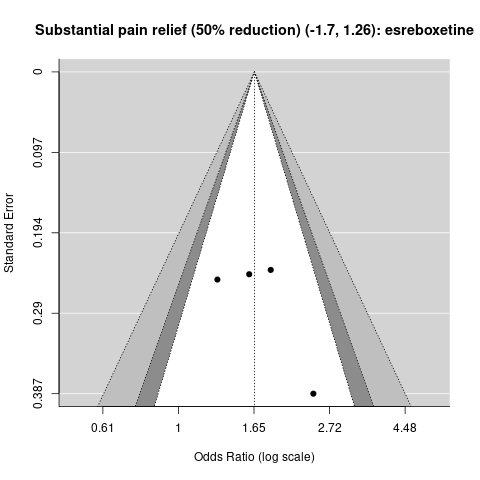 Substantial pain relief (50% reduction) (-1.7, 1.26): esreboxetine
0
0.097
0.194
0.29
0.387
Standard Error
0.61 1 1.65 2.72 4.48
Odds Ratio (log scale)